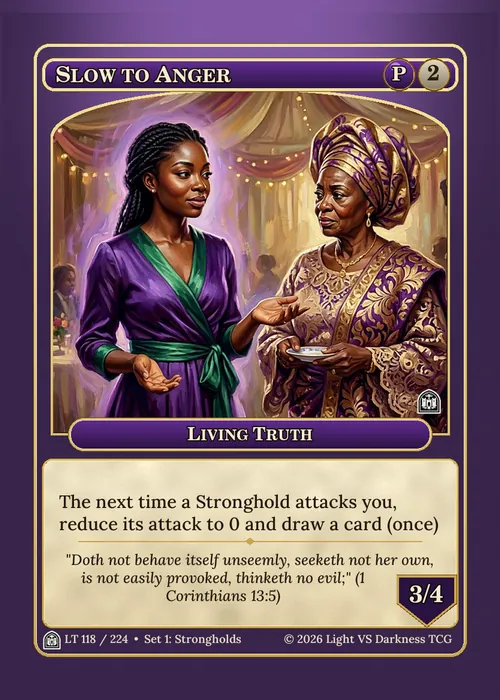 SLOW TO ANGER
P 2
LIVING TRUTH
The next time a Stronghold attacks you,
reduce its attack to 0 and draw a card (once)
"Doth not behave itself unseemly, seeketh not her own,
is not easily provoked, thinketh no evil;" (1
Corinthians 13:5)
3/4
LT 118 / 224 • Set 1: Strongholds © 2026 Light VS Darkness TCG